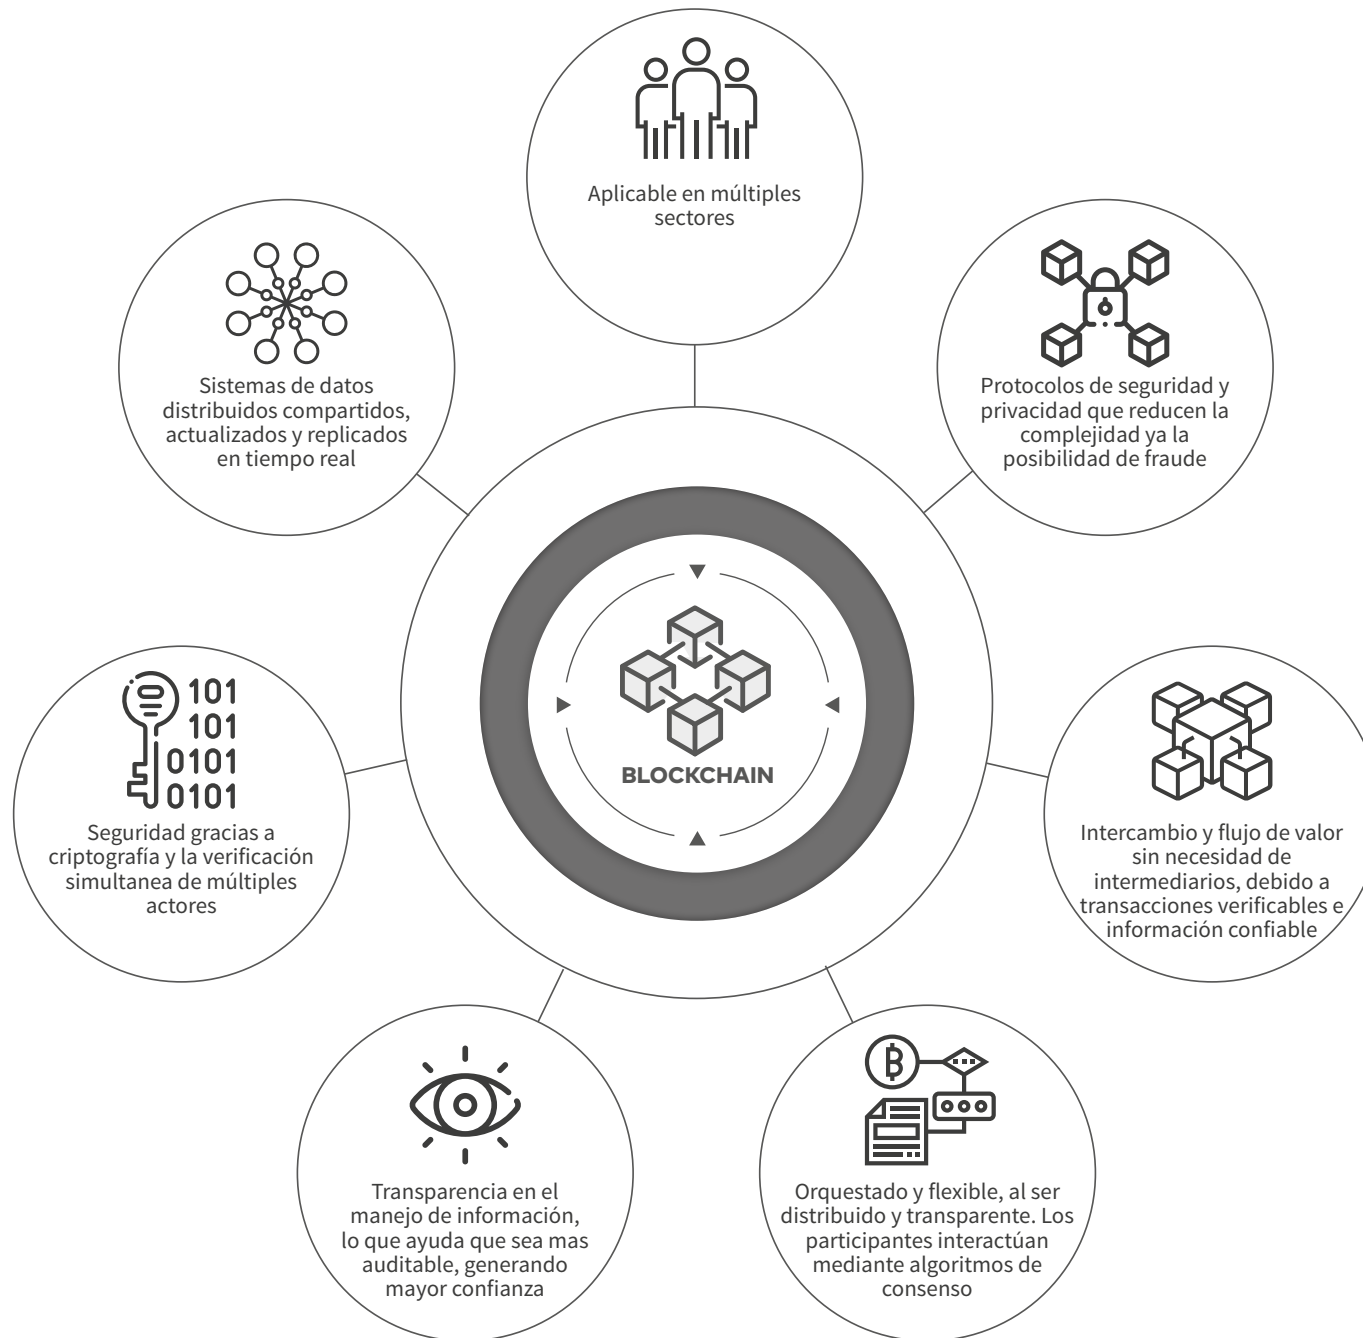 Aplicable en múltiples
sectores
Sistemas de datos
distribuidos compartidos,
actualizados y replicados
en tiempo real
Protocolos de seguridad y
privacidad que reducen la
complejidad ya la
posibilidad de fraude
BLOCKCHAIN
101
101
0101
0101
Seguridad gracias a
criptografía y la verificación
simultanea de múltiples
actores
Intercambio y flujo de valor
sin necesidad de
intermediarios, debido a
transacciones verificables e
información confiable
Transparencia en el
manejo de información,
lo que ayuda que sea mas
auditable, generando
mayor confianza
Orquestado y flexible, al ser
distribuido y transparente. Los
participantes interactúan
mediante algoritmos de
consenso